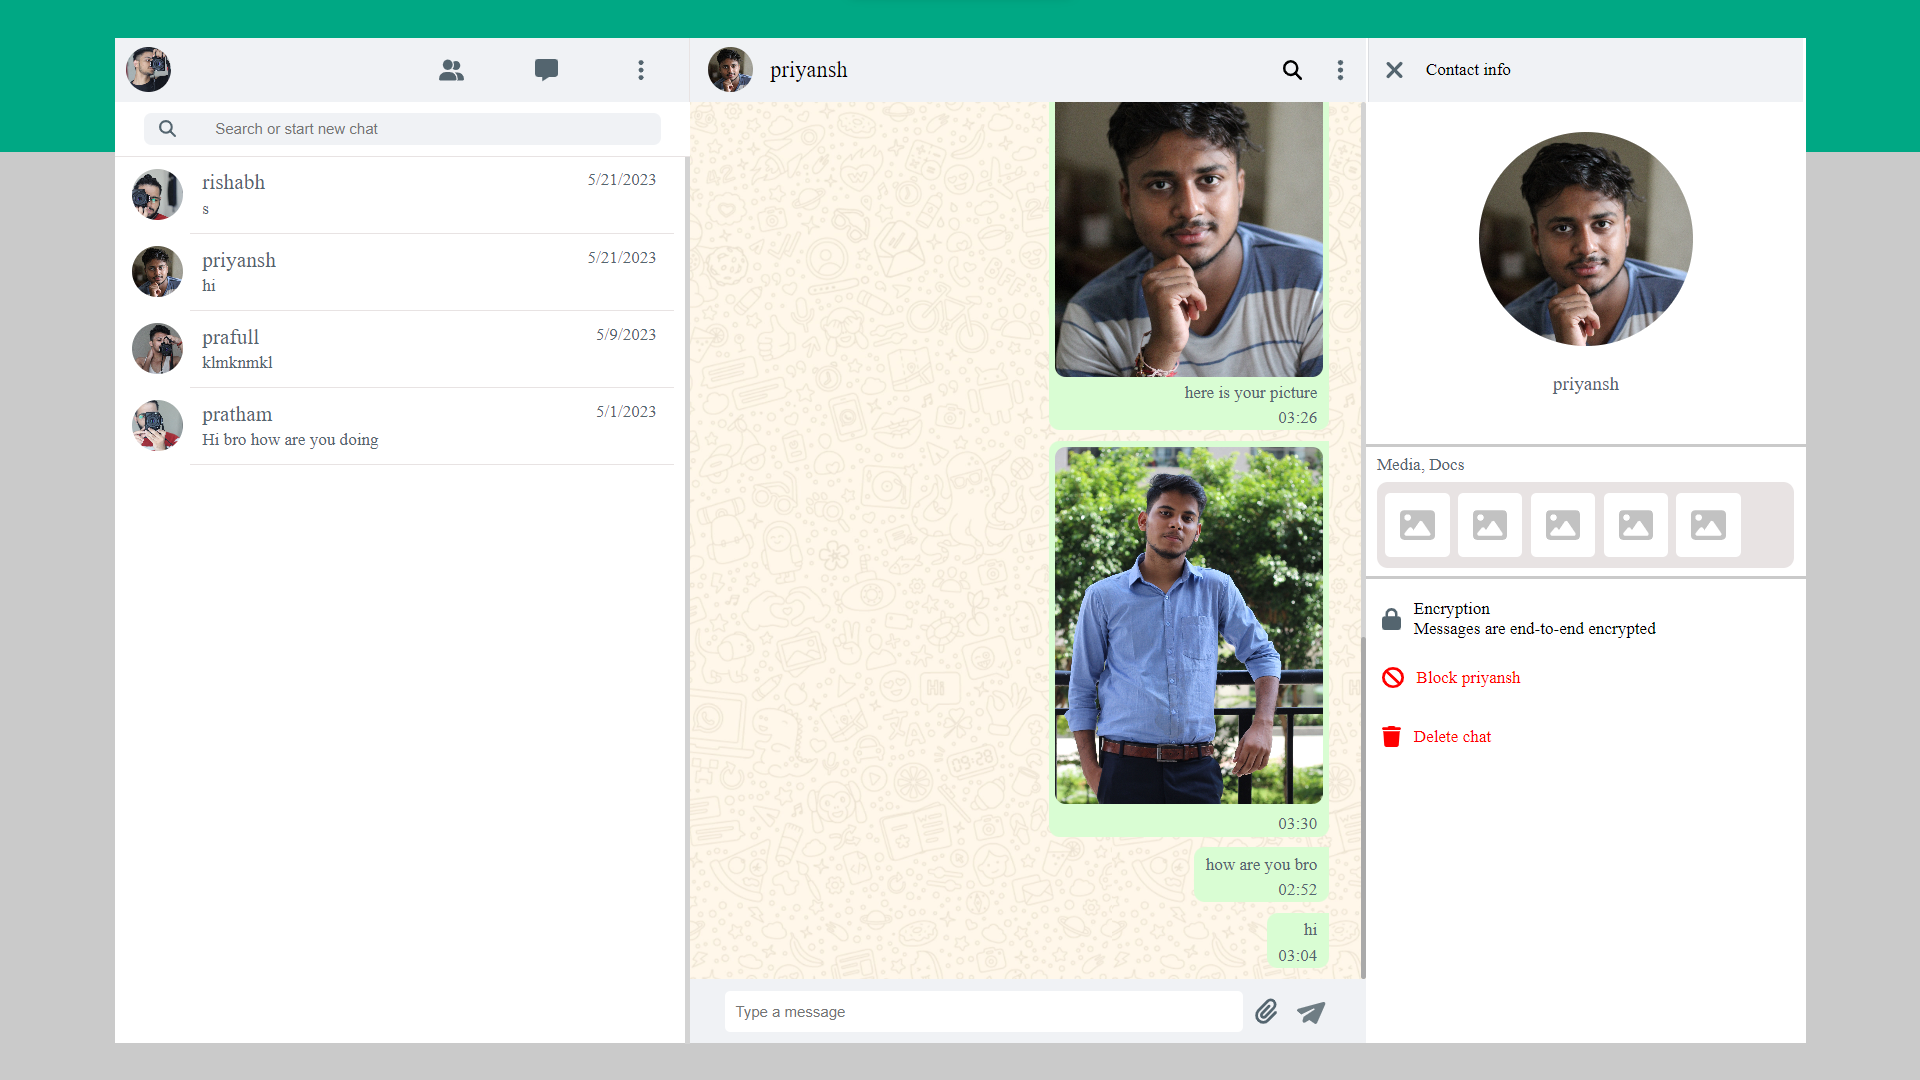 Search or start new chat
rishabh
5/21/2023
s
priyansh
5/21/2023
hi
prafull
5/9/2023
klmknmkl
pratham
5/1/2023
Hi bro how are you doing
priyansh
here is your picture
03:26
03:30
how are you bro
02:52
hi
03:04
Type a message
Contact info
priyansh
Media, Docs
Encryption
Messages are end-to-end encrypted
Block priyansh
Delete chat
Hi
09:28